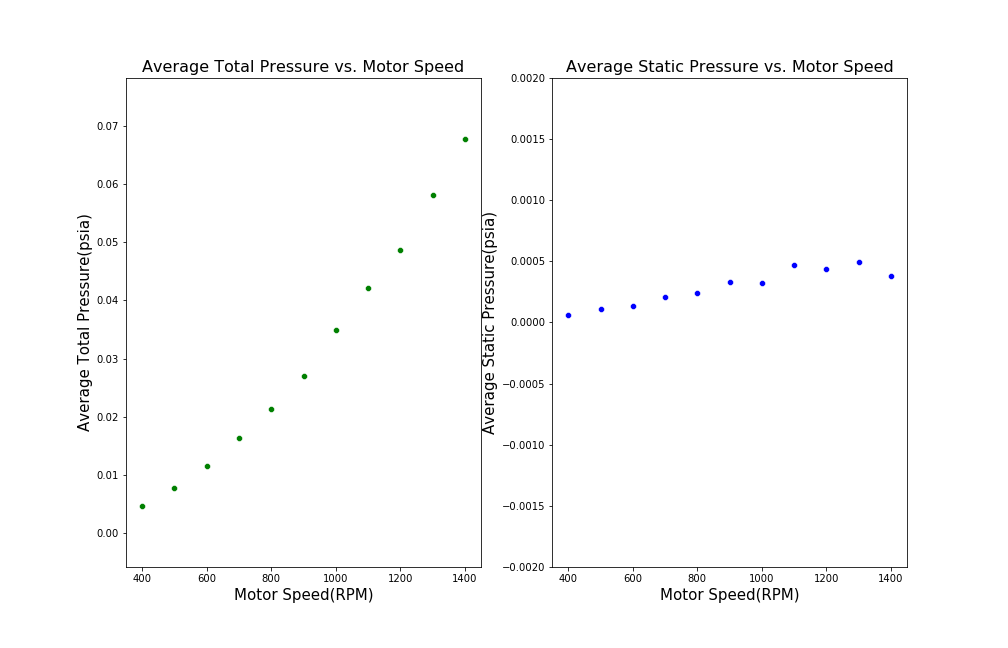 Average Total Pressure vs. Motor Speed
Average Total Pressure(psia)
0.07
0.06
0.05
0.04
0.03
0.02
0.01
0.00
400 600 800 1000 1200 1400
Motor Speed(RPM)
Average Static Pressure vs. Motor Speed
Average Static Pressure(psia)
0.0020
0.0015
0.0010
0.0005
0.0000
−0.0005
−0.0010
−0.0015
−0.0020
400 600 800 1000 1200 1400
Motor Speed(RPM)